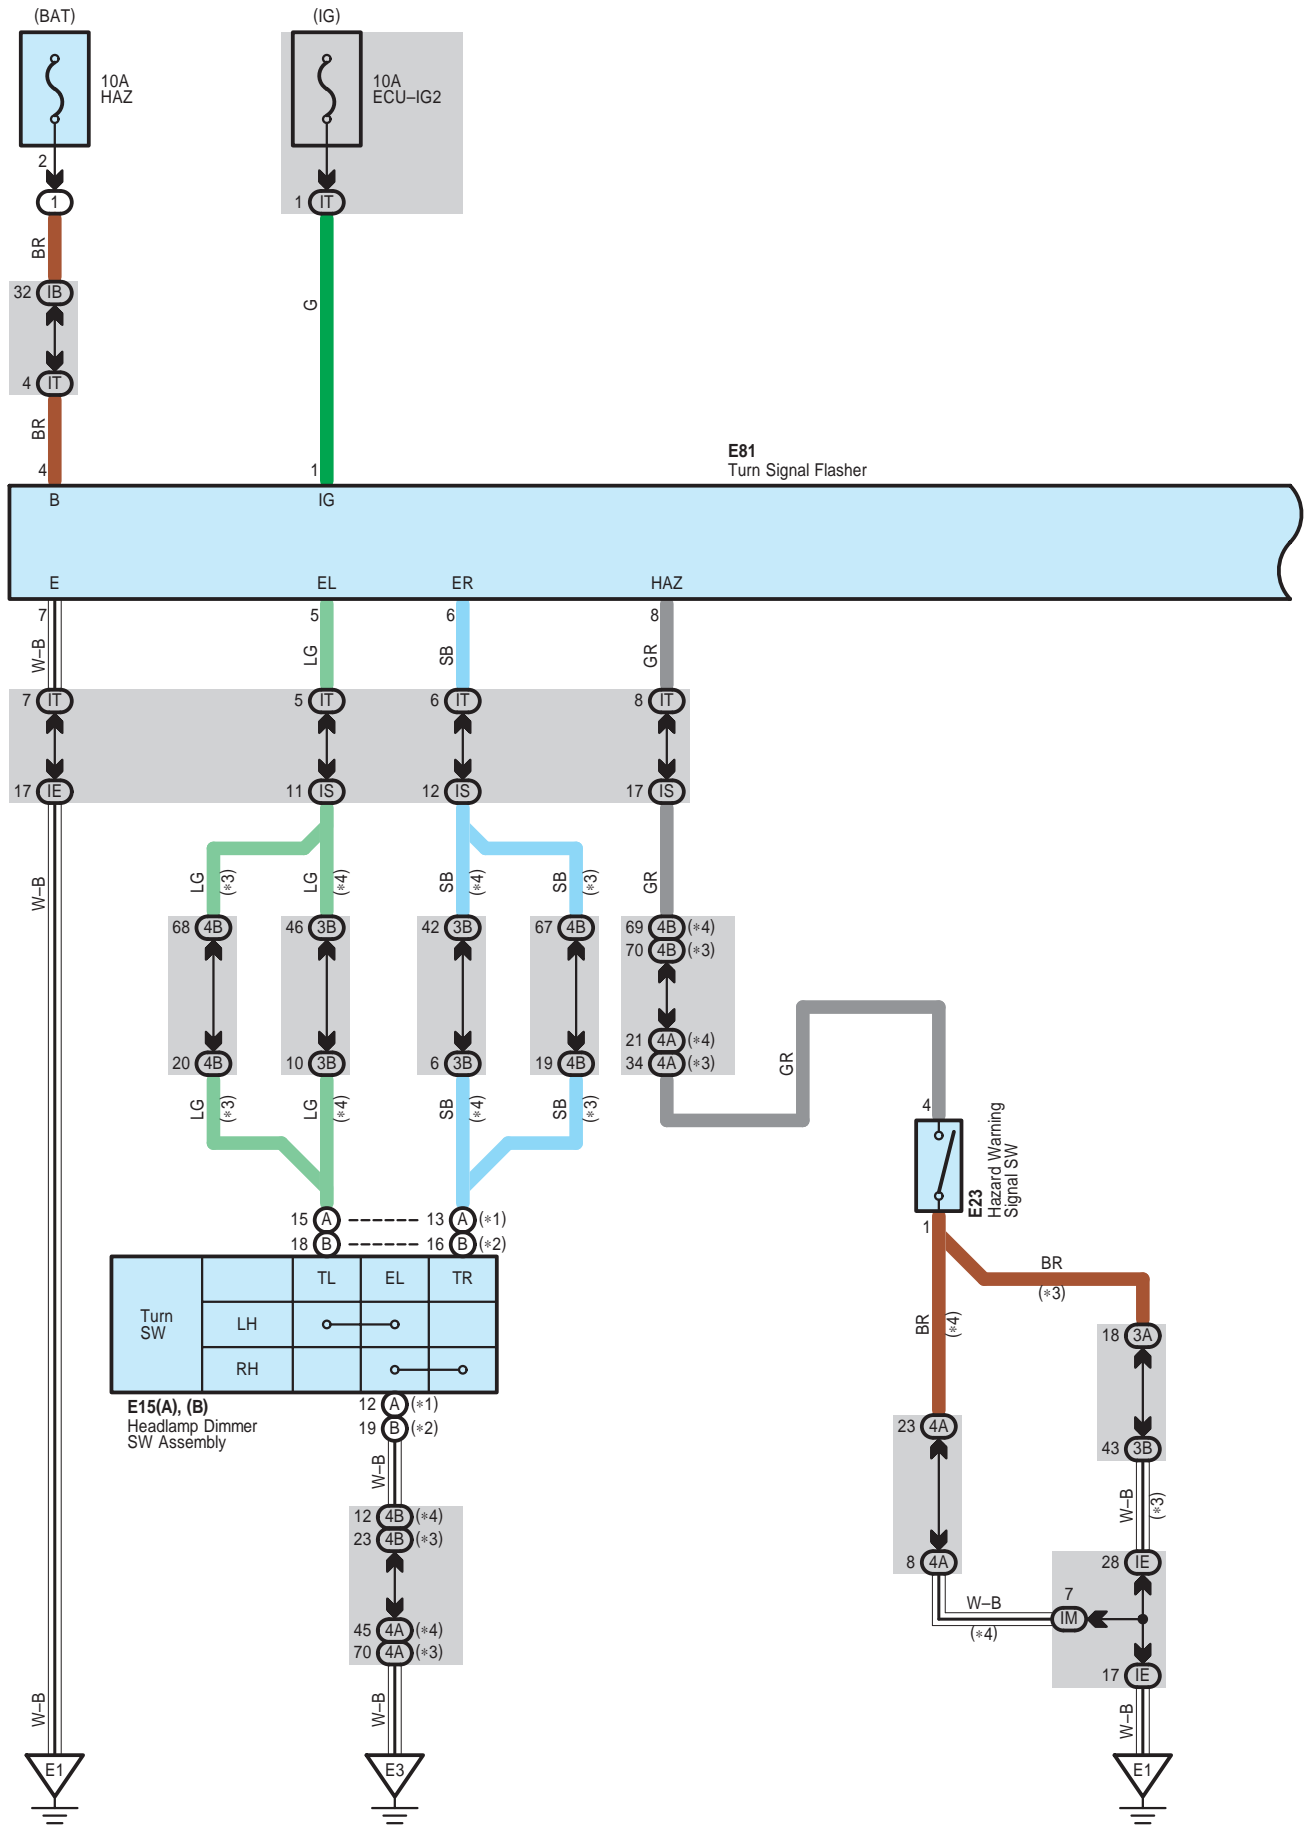 (BAT)
(IG)
10A
HAZ
10A
ECU–IG2
2
1
1 IT
BR
G
32 IB
4 IT
BR
4
1
E81
Turn Signal Flasher
B
IG
E
EL
ER
HAZ
7
5
6
8
W–B
LG
SB
GR
7 IT
5 IT
6 IT
8 IT
17 IE
11 IS
12 IS
17 IS
W–B
LG
(*3)
LG
(*4)
SB
(*4)
SB
(*3)
GR
68 4B
46 3B
42 3B
67 4B
69 4B (*4)
70 4B (*3)
20 4B
10 3B
6 3B
19 4B
21 4A (*4)
34 4A (*3)
LG
(*3)
LG
(*4)
SB
(*4)
SB
(*3)
GR
4
E23
Hazard Warning
Signal SW
1
15 A
13 A (*1)
18 B
16 B (*2)
Turn
SW
TL
EL
TR
LH
RH
E15(A), (B)
Headlamp Dimmer
SW Assembly
12 A (*1)
19 B (*2)
W–B
12 4B (*4)
23 4B (*3)
45 4A (*4)
70 4A (*3)
BR
(*3)
BR
(*4)
18 3A
23 4A
43 3B
W–B
(*3)
8 4A
28 IE
W–B
(*4)
7
IM
17 IE
W–B
W–B
W–B
E1
E3
E1